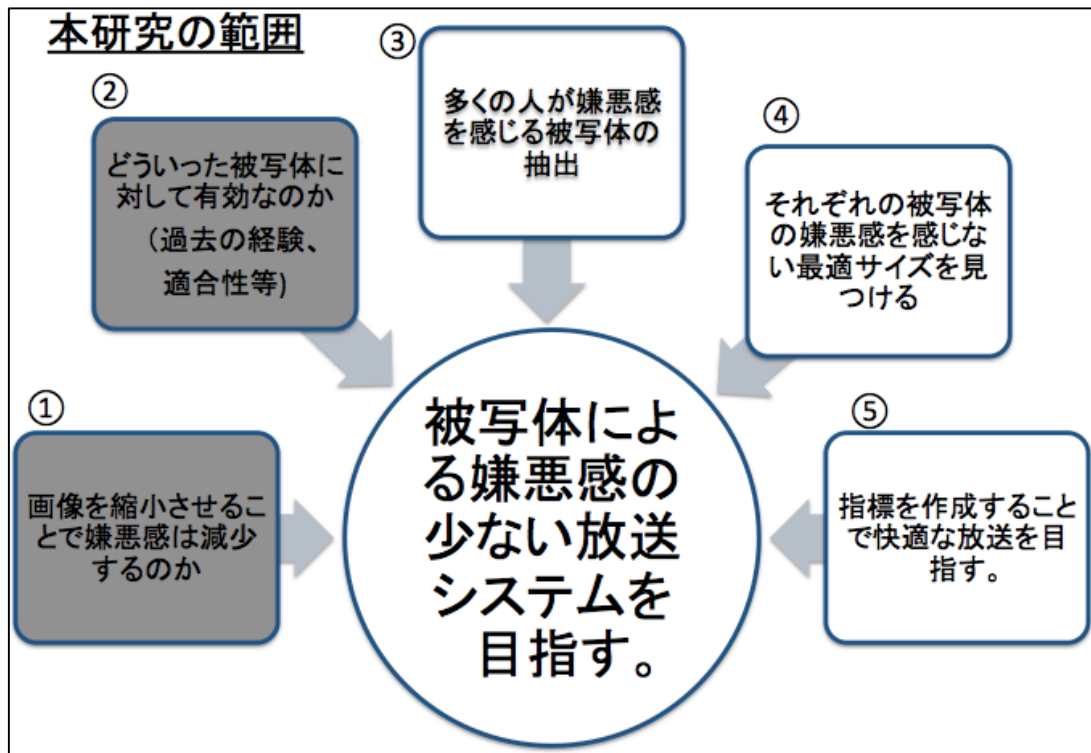 本研究の範囲
①
画像を縮小させるこ
とで嫌悪感は減少
するのか
②
どういった被写体に
対して有効なのか
(過去の経験、
適合性等)
③
多くの人が嫌悪感
を感じる被写体の
抽出
④
それぞれの被写体
の嫌悪感を感じな
い最適サイズを見
つける
⑤
指標を作成すること
で快適な放送を目
指す。
被写体によ
る嫌悪感の
少ない放送
システムを
目指す。